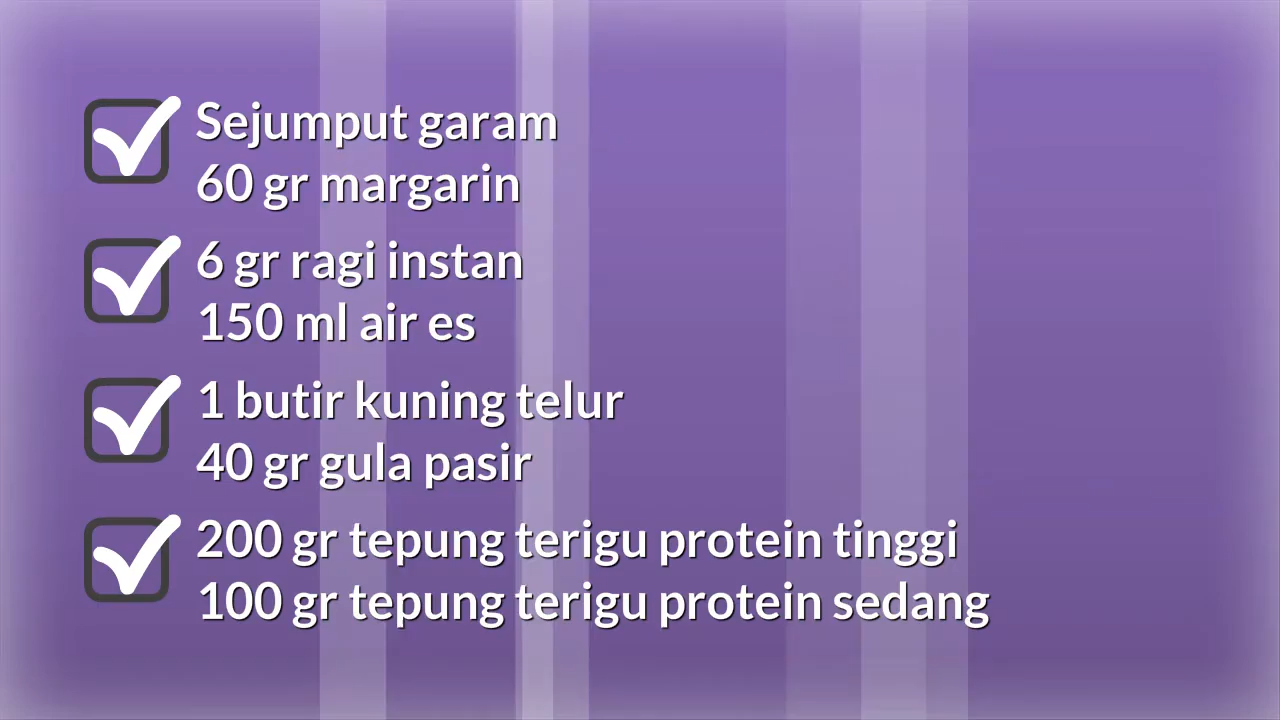 Sejumput garam
60 gr margarin
6 gr ragi instan
150 ml air es
1 butir kuning telur
40 gr gula pasir
200 gr tepung terigu protein tinggi
100 gr tepung terigu protein sedang